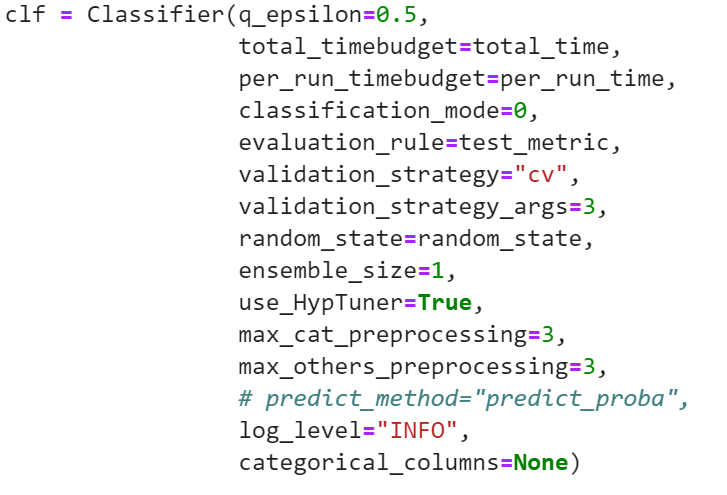 clf = Classifier(q_epsilon=0.5,
total_timebudget=total_time,
per_run_timebudget=per_run_time,
classification_mode=0,
evaluation_rule=test_metric,
validation_strategy="cv",
validation_strategy_args=3,
random_state=random_state,
ensemble_size=1,
use_HypTuner=True,
max_cat_preprocessing=3,
max_others_preprocessing=3,
# predict_method="predict_proba",
log_level="INFO",
categorical_columns=None)